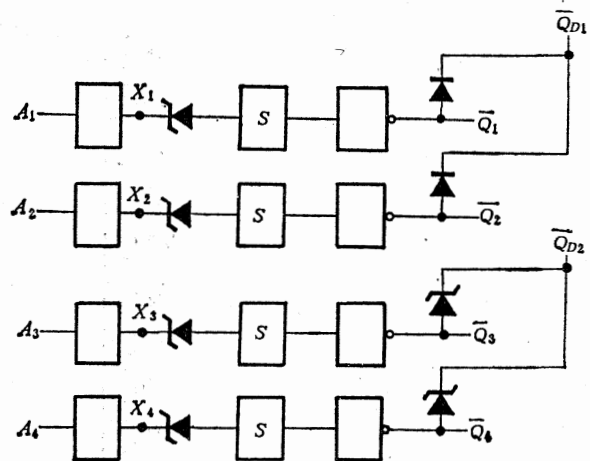 Q̅D1
A1 X1 S Q̅1
A2 X2 S Q̅2
Q̅D2
A3 X3 S Q̅3
A4 X4 S Q̅4